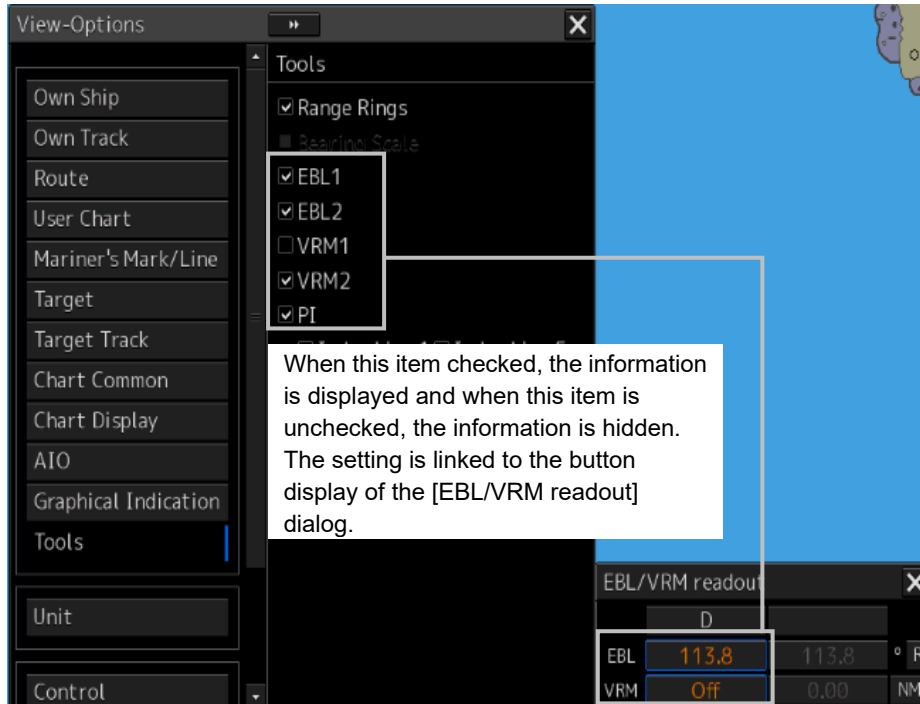 View-Options
Tools
Own Ship
Own Track
Route
User Chart
Mariner's Mark/Line
Target
Target Track
Chart Common
Chart Display
AIO
Graphical Indication
Tools
Unit
Control
Range Rings
Bearing Scale
EBL1
EBL2
VRM1
VRM2
PI
When this item checked, the information
is displayed and when this item is
unchecked, the information is hidden.
The setting is linked to the button
display of the [EBL/VRM readout]
dialog.
EBL/VRM readout
D
EBL 113.8 113.8 ° R
VRM Off 0.00 NM